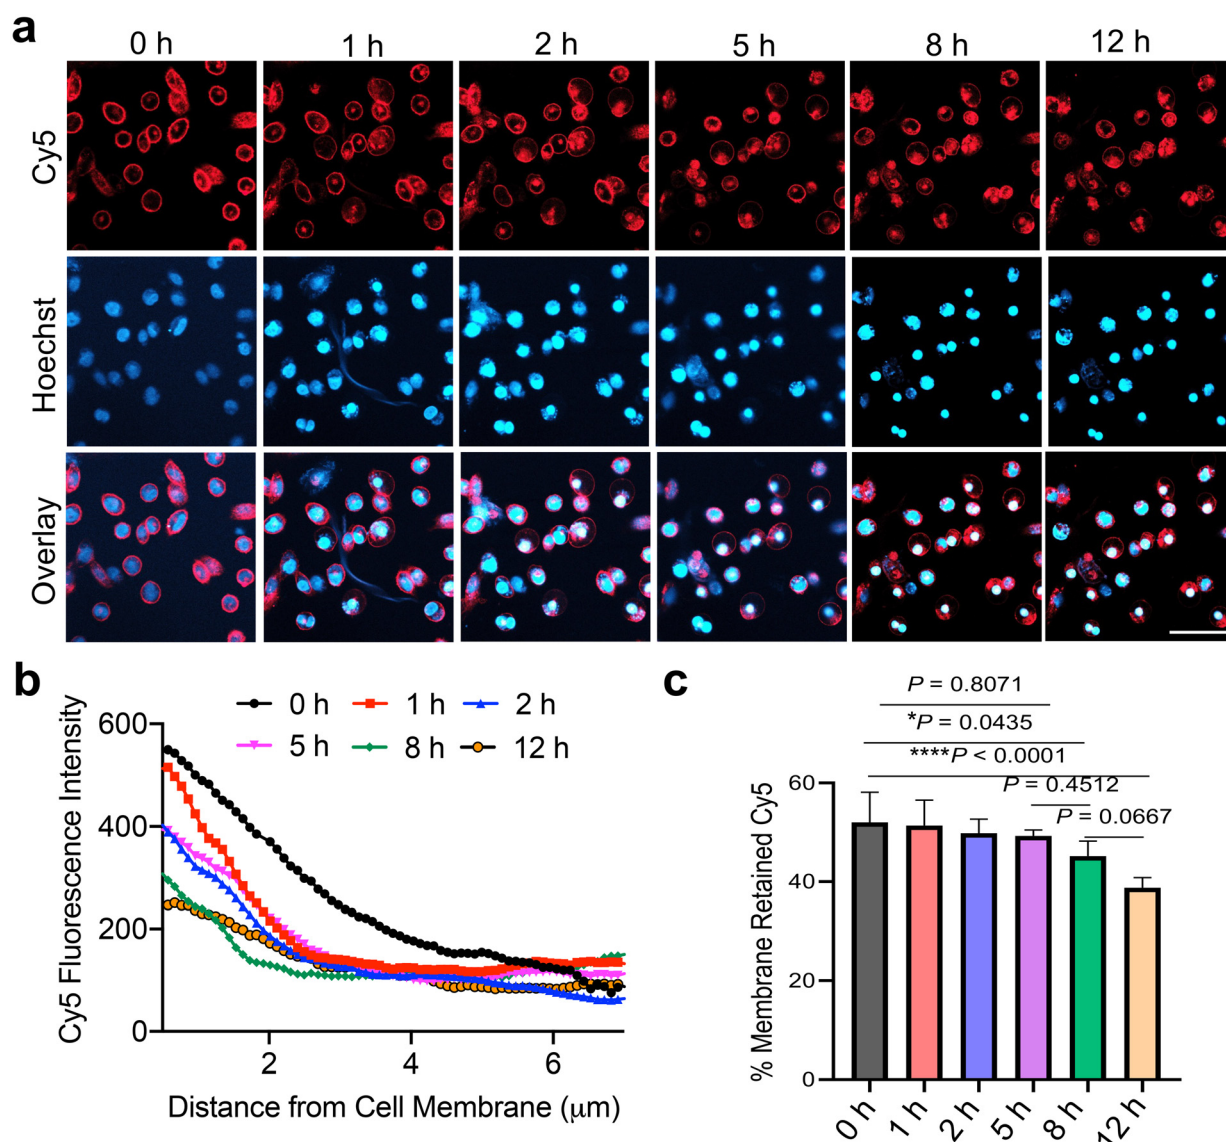 a
0 h 1 h 2 h 5 h 8 h 12 h
Cy5
Hoechst
Overlay
b
0 h 1 h 2 h
5 h 8 h 12 h
Cy5 Fluorescence Intensity
600
400
200
0
2 4 6
Distance from Cell Membrane (μm)
c
P = 0.8071
*P = 0.0435
****P < 0.0001
P = 0.4512
P = 0.0667
% Membrane Retained Cy5
60
40
20
0
0 h 1 h 2 h 5 h 8 h 12 h